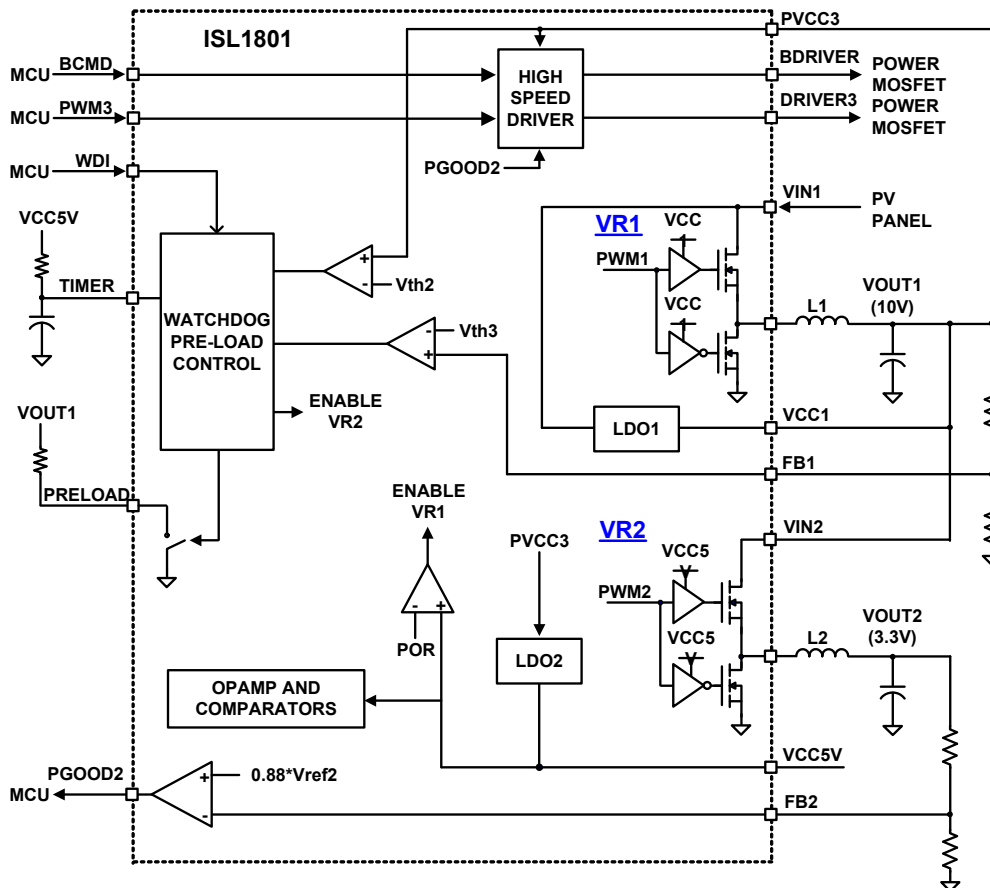 ISL1801
PVCC3
MCU
BCMD
HIGH
SPEED
DRIVER
BDRIVER
POWER
MOSFET
MCU
PWM3
DRIVER3
POWER
MOSFET
MCU
WDI
PGOOD2
VIN1
PV
PANEL
VCC5V
VR1
VCC
PWM1
+
-
Vth2
TIMER
WATCHDOG
PRE-LOAD
CONTROL
VCC
L1
VOUT1
(10V)
-
+
Vth3
ENABLE
VR2
VOUT1
LDO1
VCC1
FB1
PRELOAD
ENABLE
VR1
PVCC3
VR2
VIN2
VCC5
PWM2
-
+
POR
LDO2
VCC5
L2
VOUT2
(3.3V)
OPAMP AND
COMPARATORS
VCC5V
PGOOD2
MCU
+
-
0.88*Vref2
FB2